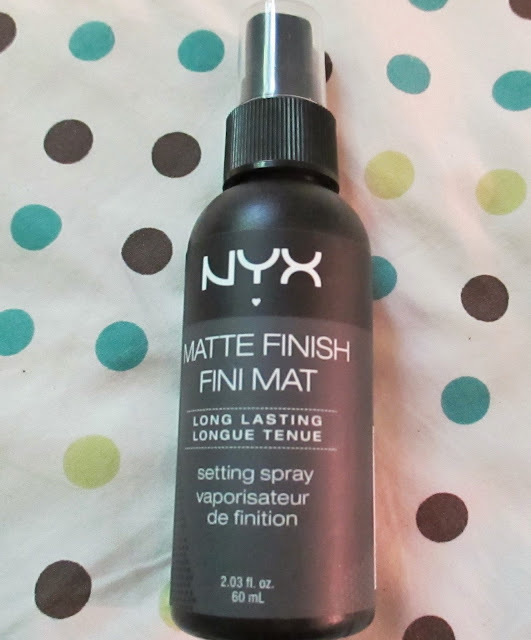 NYX
MATTE FINISH
FINI MAT
LONG LASTING
LONGUE TENUE
setting spray
vaporisateur
de finition
2.03 fl. oz.
60 mL